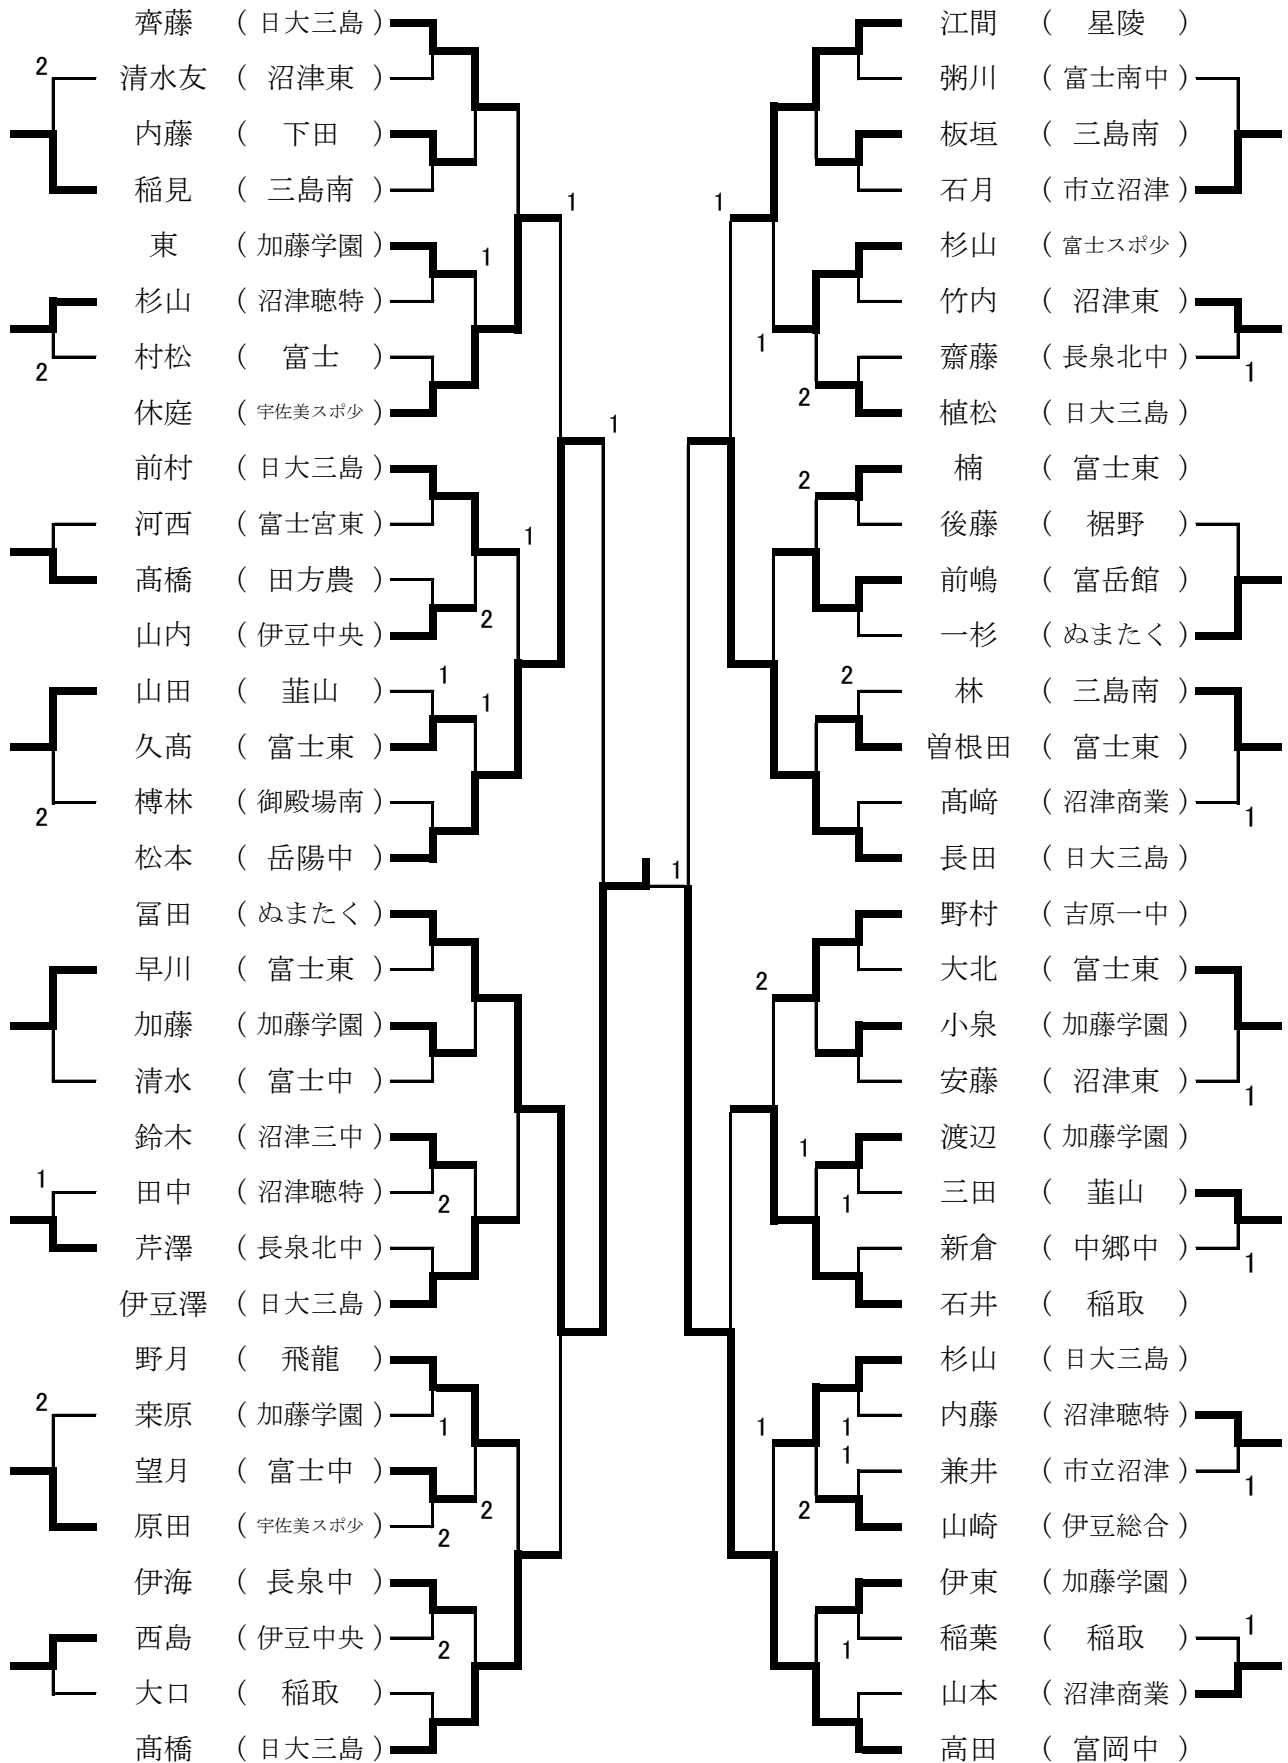 齊藤 ( 日大三島 )
2 清水友 ( 沼津東 )
内藤 ( 下田 )
稲見 ( 三島南 )
1
東 ( 加藤学園 ) 1
杉山 ( 沼津聴特 )
村松 ( 富士 )
2
休庭 ( 宇佐美スポ少 )
1
前村 ( 日大三島 )
河西 ( 富士宮東 )
1
髙橋 ( 田方農 )
2
山内 ( 伊豆中央 )
1
山田 ( 韮山 )
1
久髙 ( 富士東 )
榑林 ( 御殿場南 )
2
松本 ( 岳陽中 )
冨田 ( ぬまたく )
早川 ( 富士東 )
加藤 ( 加藤学園 )
清水 ( 富士中 )
鈴木 ( 沼津三中 )
1
田中 ( 沼津聴特 )
2
芹澤 ( 長泉北中 )
伊豆澤 ( 日大三島 )
野月 ( 飛龍 )
2
桒原 ( 加藤学園 )
1
望月 ( 富士中 )
2
原田 ( 宇佐美スポ少 )
2
伊海 ( 長泉中 )
西島 ( 伊豆中央 )
2
大口 ( 稲取 )
髙橋 ( 日大三島 )
1
江間 ( 星陵 )
粥川 ( 富士南中 )
板垣 ( 三島南 )
石月 ( 市立沼津 )
1
杉山 ( 富士スポ少 )
竹内 ( 沼津東 )
1
齋藤 ( 長泉北中 )
1
2
植松 ( 日大三島 )
楠 ( 富士東 )
2
後藤 ( 裾野 )
前嶋 ( 富岳館 )
一杉 ( ぬまたく )
2
林 ( 三島南 )
曽根田 ( 富士東 )
髙﨑 ( 沼津商業 )
1
長田 ( 日大三島 )
野村 ( 吉原一中 )
大北 ( 富士東 )
2
小泉 ( 加藤学園 )
安藤 ( 沼津東 )
1
渡辺 ( 加藤学園 )
1
三田 ( 韮山 )
1
新倉 ( 中郷中 )
1
石井 ( 稲取 )
杉山 ( 日大三島 )
内藤 ( 沼津聴特 )
1
1
1
兼井 ( 市立沼津 )
1
2
山崎 ( 伊豆総合 )
伊東 ( 加藤学園 )
1
稲葉 ( 稲取 )
1
山本 ( 沼津商業 )
高田 ( 富岡中 )